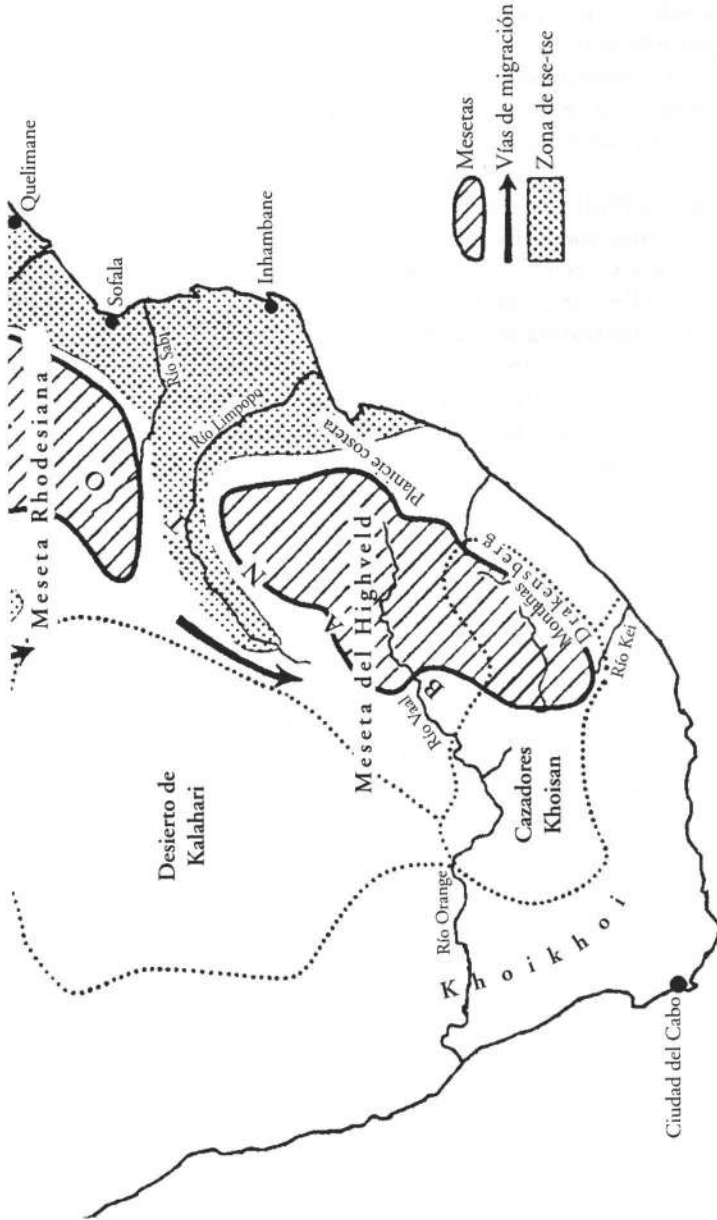 Quelimane
Meseta Rhodesiana
Sofala
Río Sabi
Inhambane
Río Limpopo
Planicie costera
B A N T O
Desierto de
Kalahari
Meseta del Highveld
Río Vaal
Montañas
Drakensberg
Río Kei
Cazadores
Khoisan
Río Orange
Khoikhoi
Ciudad del Cabo
Mesetas
Vías de migración
Zona de tse-tse